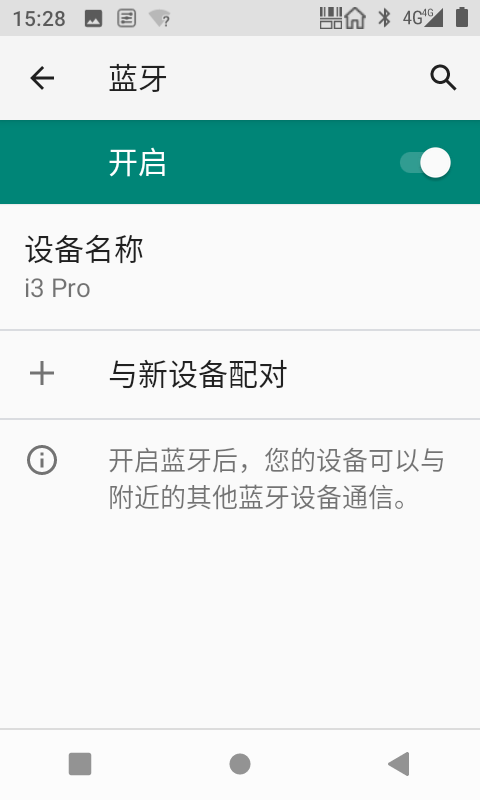 15:28 ? 4G 4G
蓝牙
开启
设备名称
i3 Pro
与新设备配对
开启蓝牙后，您的设备可以与
附近的其他蓝牙设备通信。